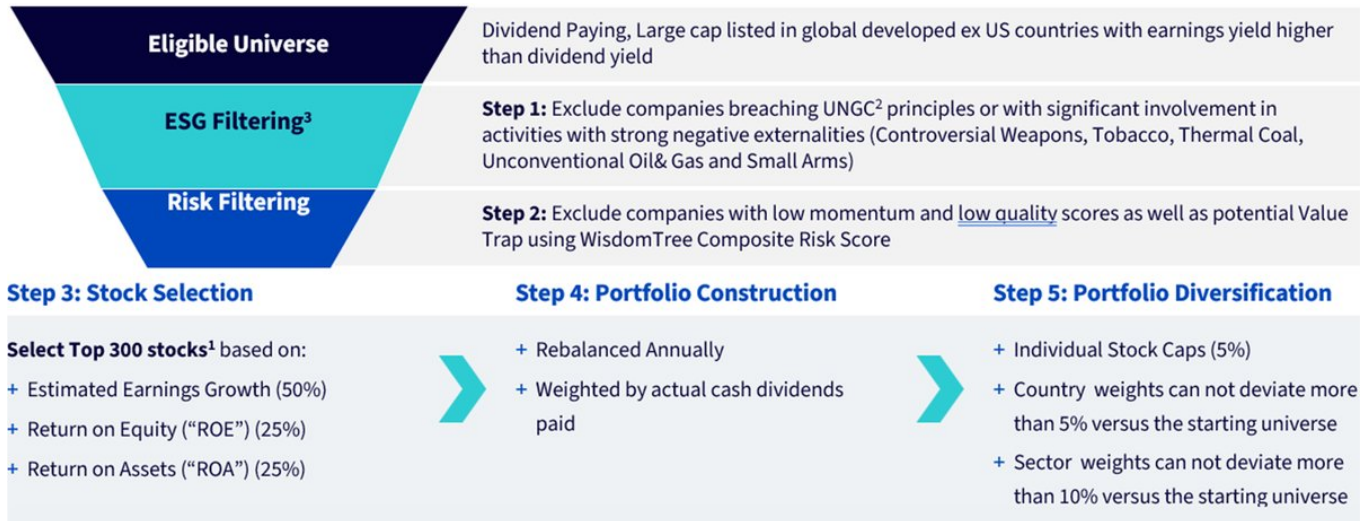 Eligible Universe
Dividend Paying, Large cap listed in global developed ex US countries with earnings yield higher
than dividend yield
ESG Filtering³
Step 1: Exclude companies breaching UNGC² principles or with significant involvement in
activities with strong negative externalities (Controversial Weapons, Tobacco, Thermal Coal,
Unconventional Oil& Gas and Small Arms)
Risk Filtering
Step 2: Exclude companies with low momentum and low quality scores as well as potential Value
Trap using WisdomTree Composite Risk Score
Step 3: Stock Selection
Select Top 300 stocks¹ based on:
+ Estimated Earnings Growth (50%)
+ Return on Equity (“ROE”) (25%)
+ Return on Assets (“ROA”) (25%)
Step 4: Portfolio Construction
+ Rebalanced Annually
+ Weighted by actual cash dividends
paid
Step 5: Portfolio Diversification
+ Individual Stock Caps (5%)
+ Country weights can not deviate more
than 5% versus the starting universe
+ Sector weights can not deviate more
than 10% versus the starting universe